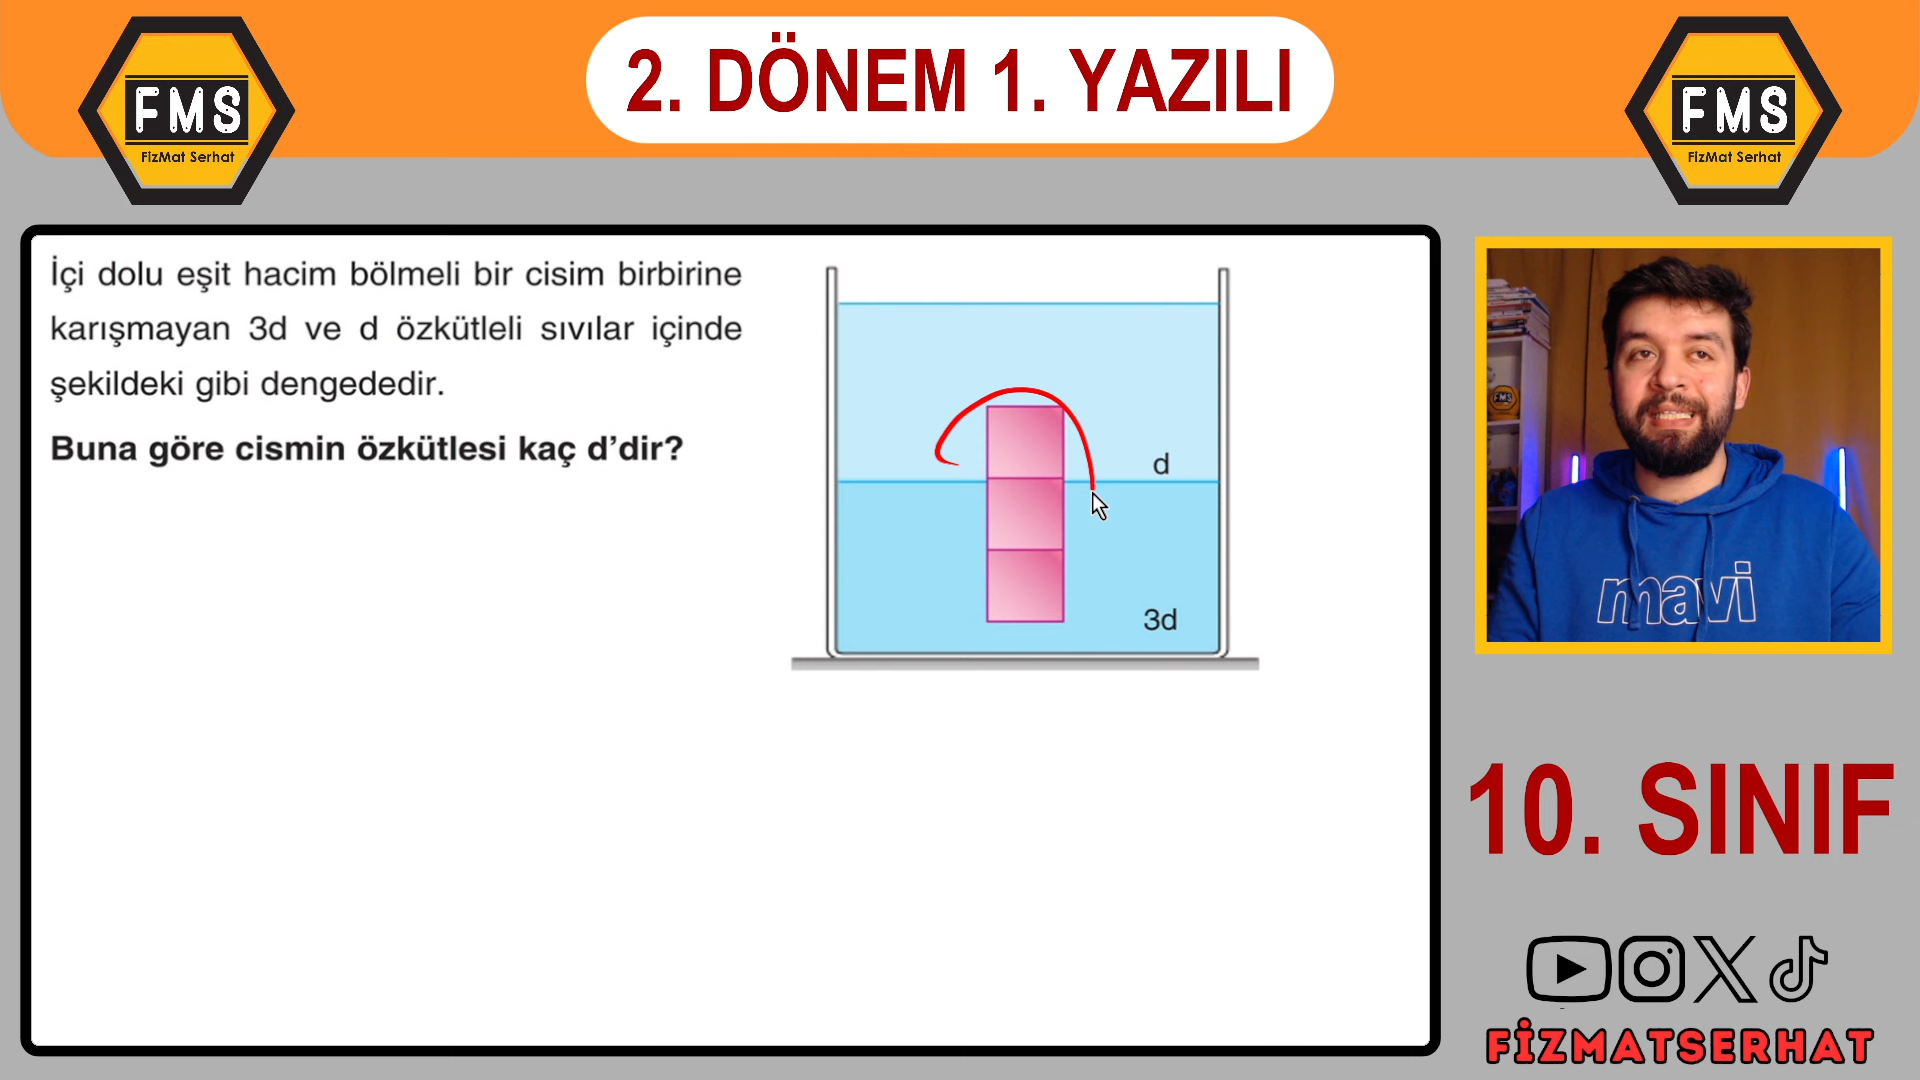 2. DÖNEM 1. YAZILI
FMS
FizMat Serhat
FMS
FizMat Serhat
İçi dolu eşit hacim bölmeli bir cisim birbirine
karışmayan 3d ve d özkütleli sıvılar içinde
şekildeki gibi dengededir.
Buna göre cismin özkütlesi kaç d'dir?
d
3d
FMS
mavi
10. SINIF
FİZMATSERHAT